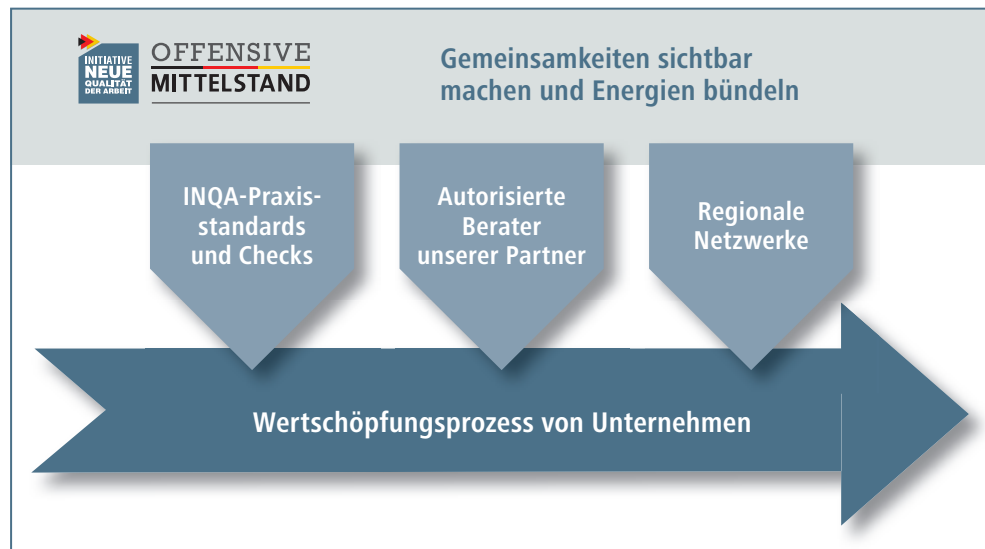 INITIATIVE
NEUE
QUALITÄT
DER ARBEIT
OFFENSIVE
MITTELSTAND
Gemeinsamkeiten sichtbar
machen und Energien bündeln
INQA-Praxis-
standards
und Checks
Autorisierte
Berater
unserer Partner
Regionale
Netzwerke
Wertschöpfungsprozess von Unternehmen